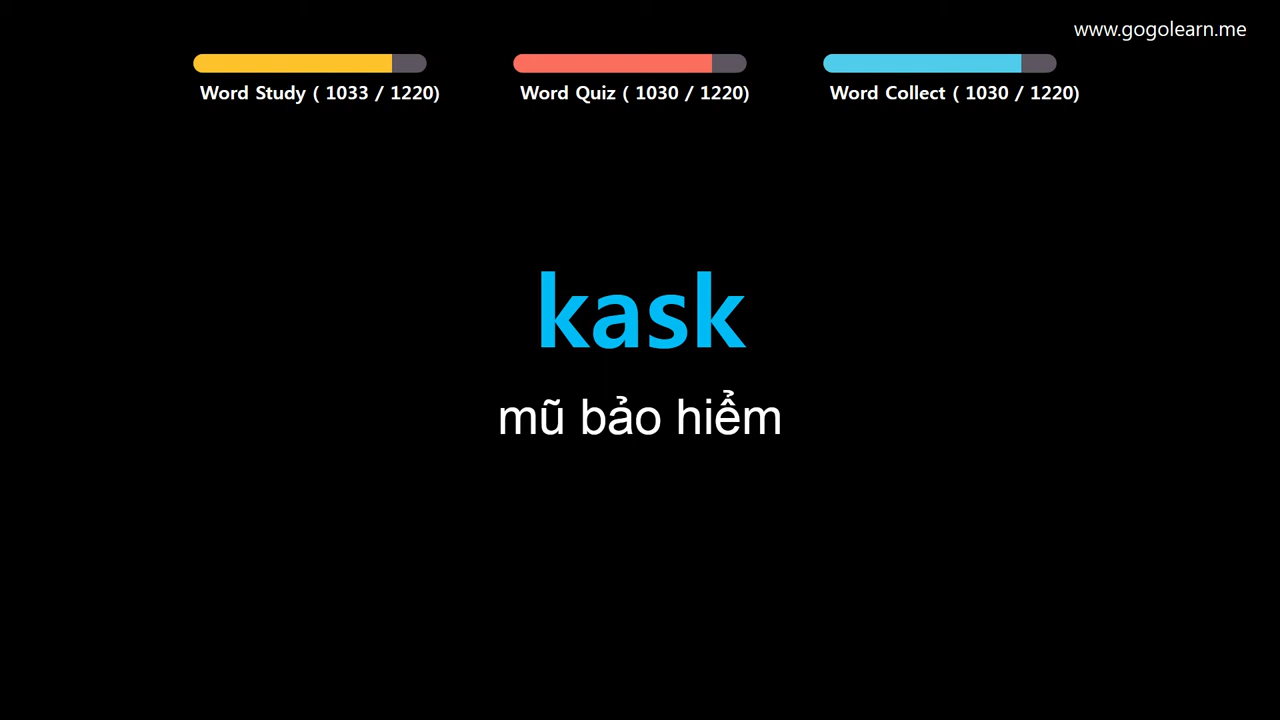 www.gogolearn.me
Word Study ( 1033 / 1220)
Word Quiz ( 1030 / 1220)
Word Collect ( 1030 / 1220)
kask
mũ bảo hiểm